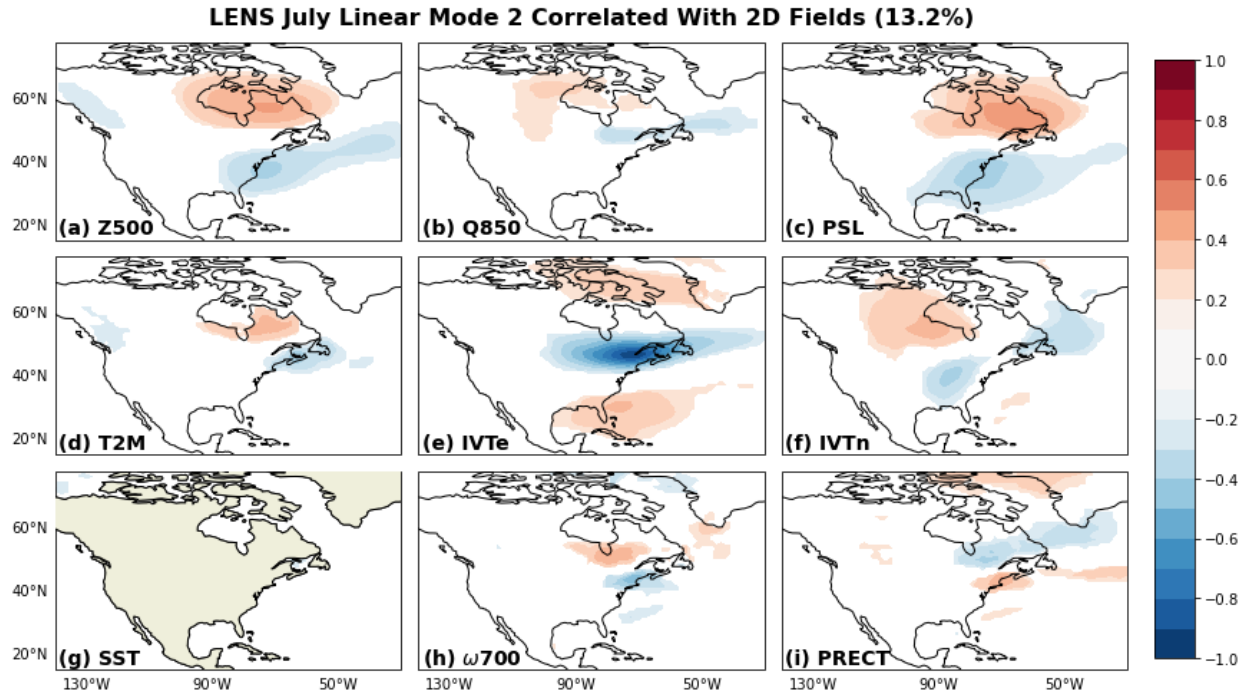 LENS July Linear Mode 2 Correlated With 2D Fields (13.2%)
60°N
40°N
20°N
(a) Z500
(b) Q850
(c) PSL
60°N
40°N
20°N
(d) T2M
(e) IVTe
(f) IVTn
60°N
40°N
20°N
(g) SST
(h) ω700
(i) PRECT
130°W
90°W
50°W
130°W
90°W
50°W
130°W
90°W
50°W
1.0
0.8
0.6
0.4
0.2
0.0
−0.2
−0.4
−0.6
−0.8
−1.0